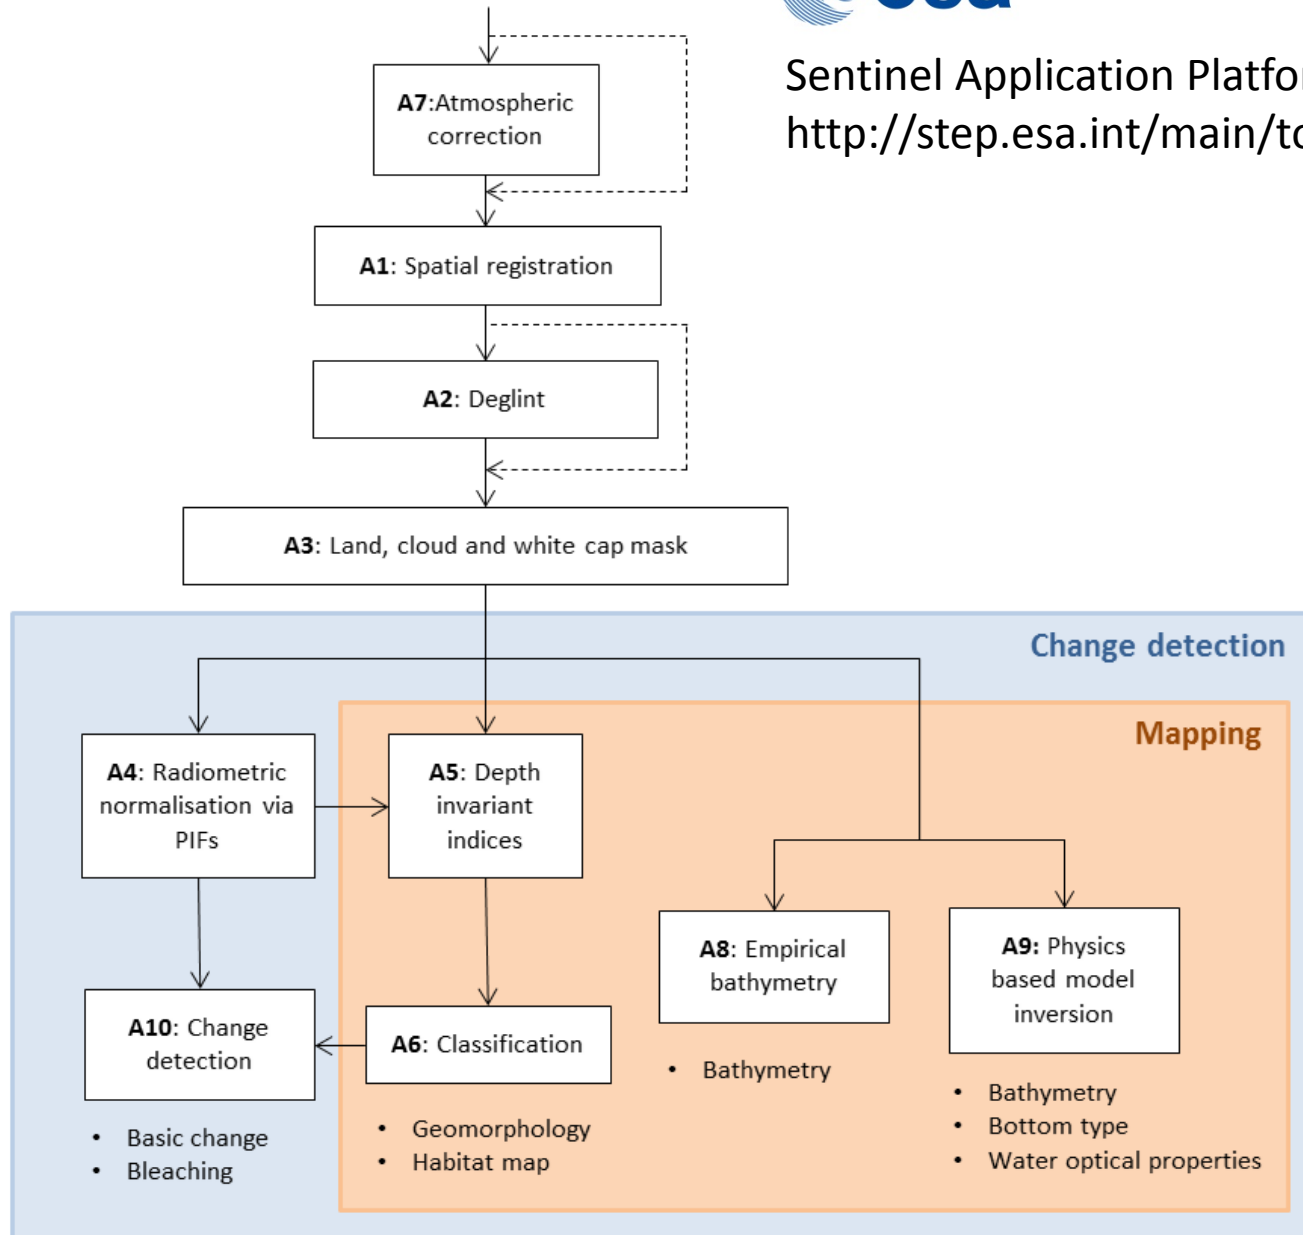 Sentinel Application
http://step.esa.int/main/
A7:Atmospheric
correction
A1: Spatial registration
A2: Deglint
A3: Land, cloud and white cap mask
Change detection
Mapping
A4: Radiometric
normalisation via
PIFs
A5: Depth
invariant
indices
A8: Empirical
bathymetry
A9: Physics
based model
inversion
A10: Change
detection
A6: Classification
• Bathymetry
• Bathymetry
• Bottom type
• Water optical properties
• Basic change
• Bleaching
• Geomorphology
• Habitat map